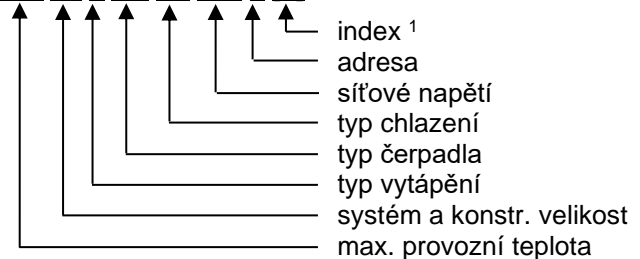 index ¹
adresa
síťové napětí
typ chlazení
typ čerpadla
typ vytápění
systém a konstr. velikost
max. provozní teplota